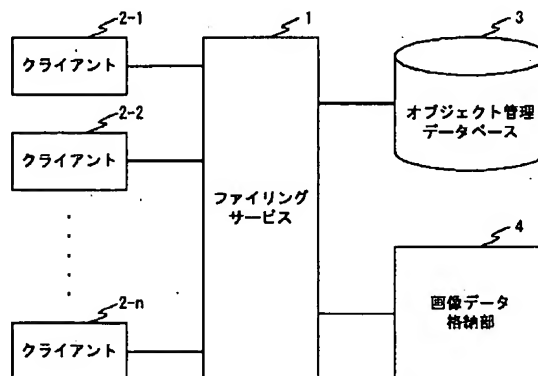 2-1
クライアント
2-2
クライアント
2-n
クライアント
1
ファイリング
サービス
3
オブジェクト管理
データベース
4
画像データ
格納部